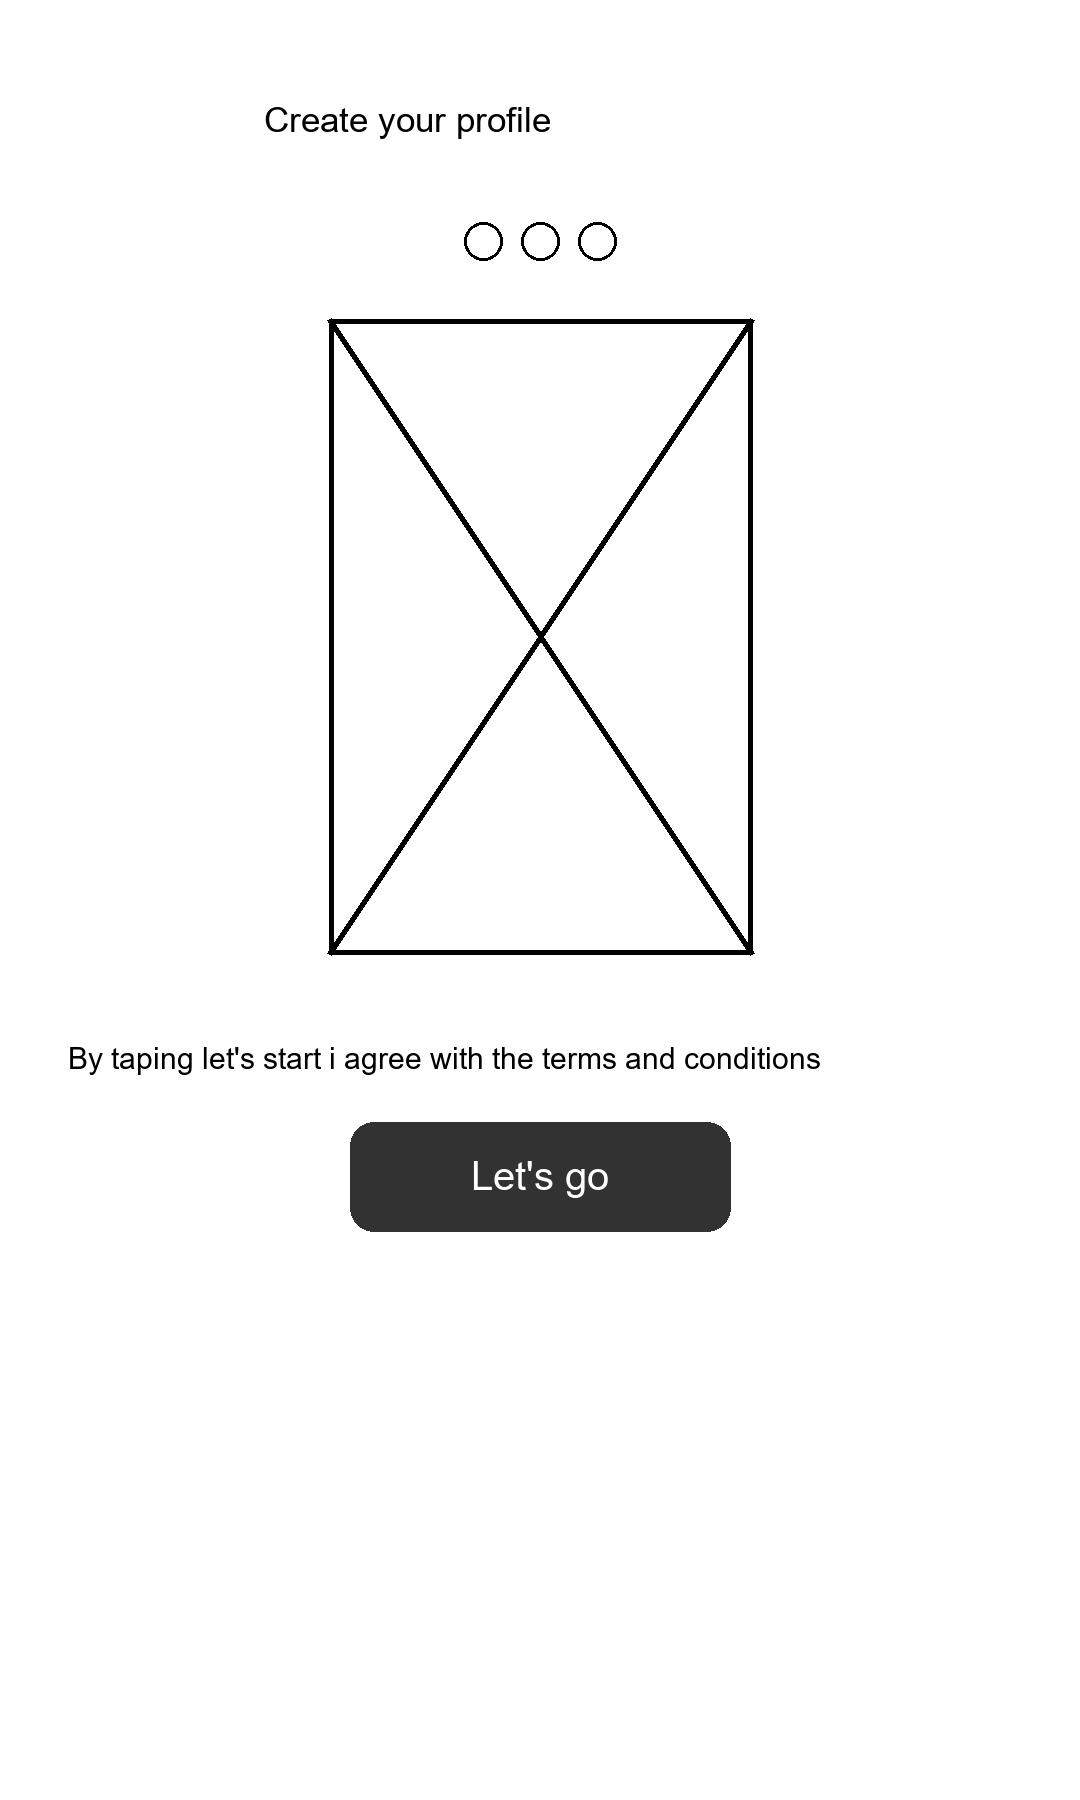 Create your profile
By taping let's start i agree with the terms and conditions
Let's go